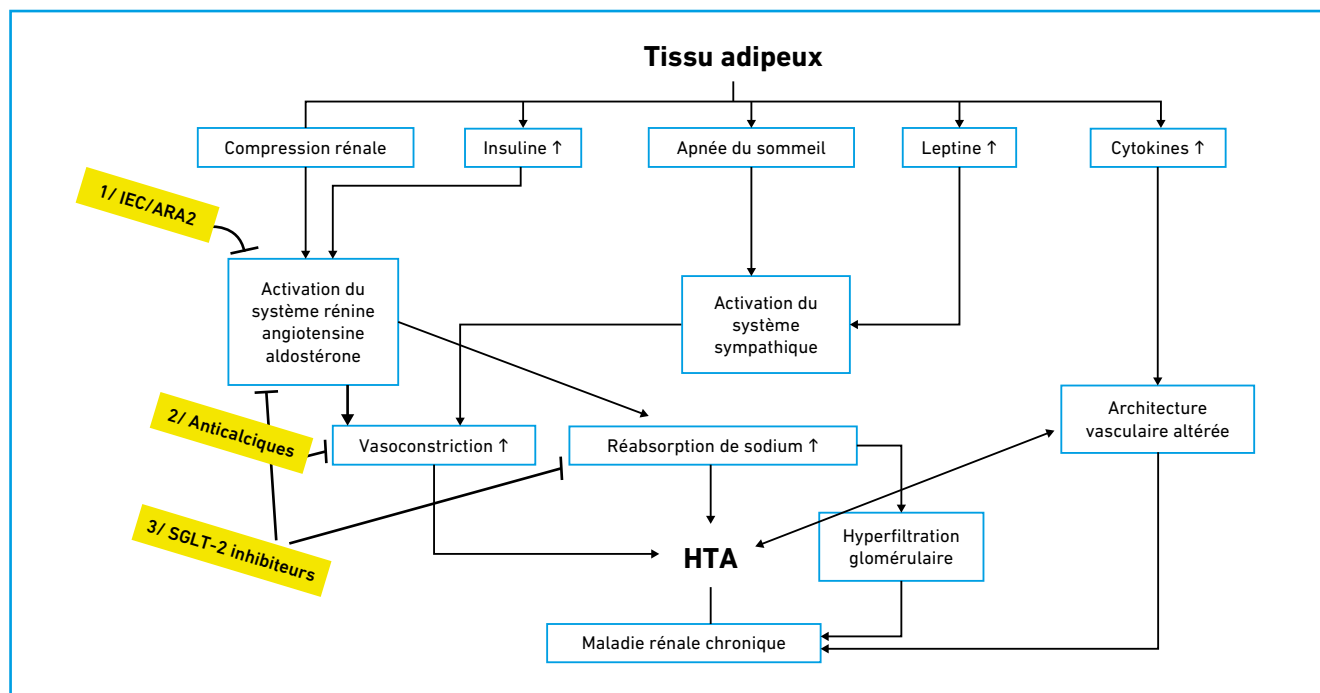 Tissu adipeux
Compression rénale
Insuline ↑
Apnée du sommeil
Leptine ↑
Cytokines ↑
1/ IEC/ARA2
Activation du
système rénine
angiotensine
aldostérone
Activation du
système
sympathique
2/ Anticalciques
Vasoconstriction ↑
Réabsorption de sodium ↑
Architecture
vasculaire altérée
3/ SGLT-2 inhibiteurs
HTA
Hyperfiltration
glomérulaire
Maladie rénale chronique